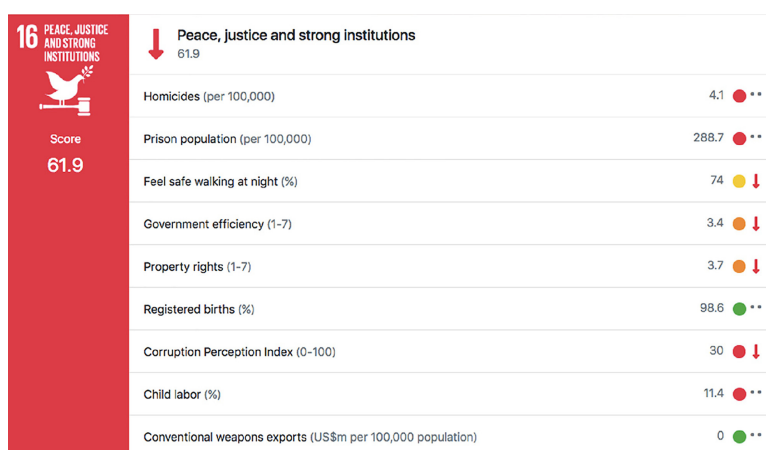 16 PEACE, JUSTICE
AND STRONG
INSTITUTIONS
Score
61.9
Peace, justice and strong institutions
61.9
Homicides (per 100,000) 4.1
Prison population (per 100,000) 288.7
Feel safe walking at night (%) 74
Government efficiency (1-7) 3.4
Property rights (1-7) 3.7
Registered births (%) 98.6
Corruption Perception Index (0-100) 30
Child labor (%) 11.4
Conventional weapons exports (US$m per 100,000 population) 0